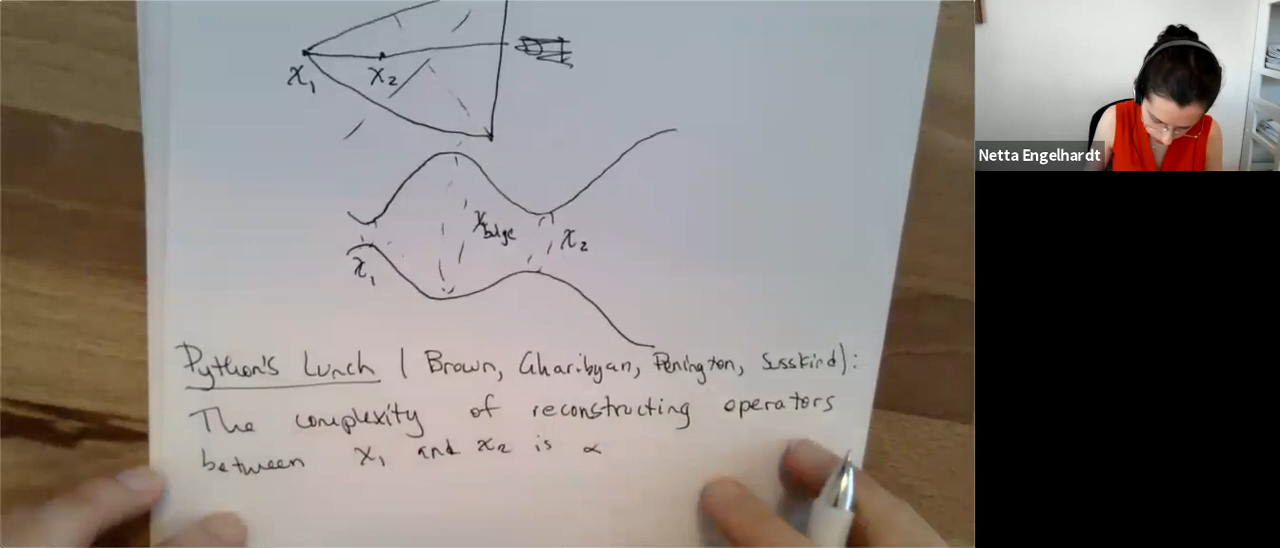 x₁ x₂
Netta Engelhardt
x bulge
x₂
x₁
Python's Lunch ( Brown, Gharibyan, Penington, Susskind):
The complexity of reconstructing operators
between x₁ and x₂ is ∝